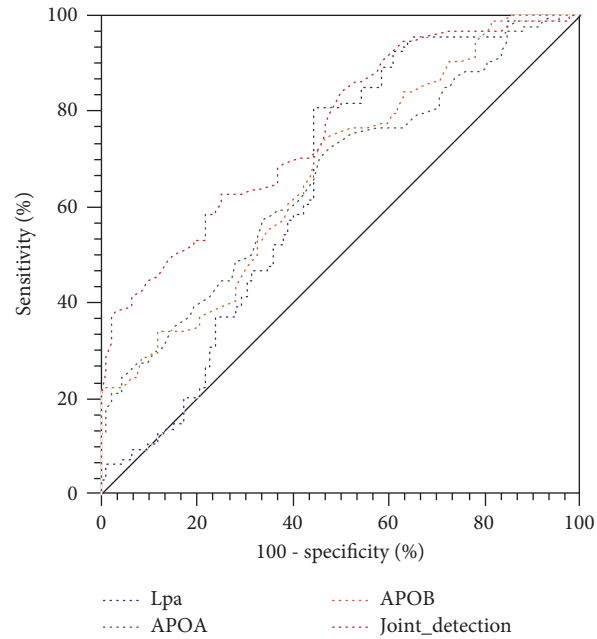 100
80
60
40
20
0
Sensitivity (%)
0 20 40 60 80 100
100 - specificity (%)
Lpa
APOA
APOB
Joint_detection